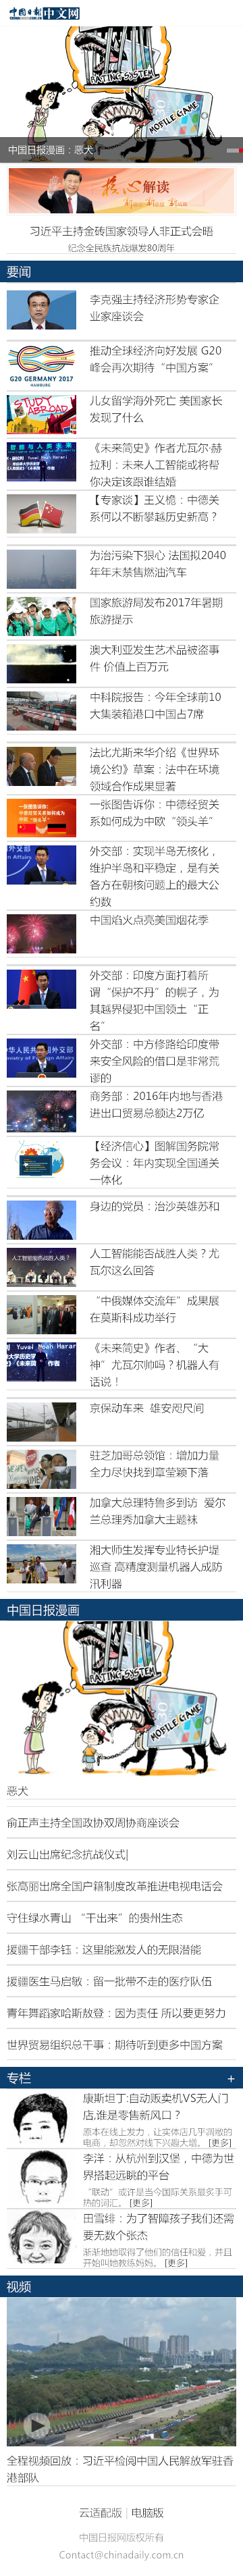 中国日报 中文网
CHINADAILY.COM.CN
RATING SYSTEM
MOBILE GAME
中国日报漫画：恶犬
核心解读
习近平主持金砖国家领导人非正式会晤
纪念全民族抗战爆发80周年
要闻
李克强主持经济形势专家企
业家座谈会
G20 GERMANY 2017
HAMBURG
推动全球经济向好发展 G20
峰会再次期待“中国方案”
STUDY
ABROAD
儿女留学海外死亡 美国家长
发现了什么
《未来简史》作者尤瓦尔·赫
拉利：未来人工智能或将帮
你决定该跟谁结婚
【专家谈】王义桅：中德关
系何以不断攀越历史新高？
为治污染下狠心 法国拟2040
年年末禁售燃油汽车
国家旅游局发布2017年暑期
旅游提示
澳大利亚发生艺术品被盗事
件 价值上百万元
中科院报告：今年全球前10
大集装箱港口中国占7席
法比尤斯来华介绍《世界环
境公约》草案：法中在环境
领域合作成果显著
一张图告诉你：中德经贸关
系如何成为中欧“领头羊”
外交部：实现半岛无核化，
维护半岛和平稳定，是有关
各方在朝核问题上的最大公
约数
中国焰火点亮美国烟花季
外交部：印度方面打着所
谓“保护不丹”的幌子，为
其越界侵犯中国领土“正
名”
外交部：中方修路给印度带
来安全风险的借口是非常荒
谬的
商务部：2016年内地与香港
进出口贸易总额达2万亿
【经济信心】图解国务院常
务会议：年内实现全国通关
一体化
身边的党员：治沙英雄苏和
人工智能能否战胜人类？
人工智能能否战胜人类？尤
瓦尔这么回答
“中俄媒体交流年”成果展
在莫斯科成功举行
《未来简史》作者、“大
神”尤瓦尔帅吗？机器人有
话说！
京保动车来 雄安咫尺间
驻芝加哥总领馆：增加力量
全力尽快找到章莹颖下落
加拿大总理特鲁多到访 爱尔
兰总理秀加拿大主题袜
湘大师生发挥专业特长护堤
巡查 高精度测量机器人成防
汛利器
中国日报漫画
RATING SYSTEM
MOBILE GAME
恶犬
俞正声主持全国政协双周协商座谈会
刘云山出席纪念抗战仪式|
张高丽出席全国户籍制度改革推进电视电话会
守住绿水青山 “干出来”的贵州生态
援疆干部李钰：这里能激发人的无限潜能
援疆医生马启敏：留一批带不走的医疗队伍
青年舞蹈家哈斯敖登：因为责任 所以要更努力
世界贸易组织总干事：期待听到更多中国方案
专栏 +
康斯坦丁:自动贩卖机VS无人门
店,谁是零售新风口？
原本在线上发力，让实体店几乎凋敝的
电商，却忽然对线下兴趣大增。 [更多]
李洋：从杭州到汉堡，中德为世
界搭起远眺的平台
“联动”或许是当今国际关系最炙手可
热的词汇。 [更多]
田雪绯：为了智障孩子我们还需
要无数个张杰
渐渐地她取得了他们的信任和爱，并且
开始叫她教练妈妈。 [更多]
视频
全程视频回放：习近平检阅中国人民解放军驻香
港部队
云适配版 | 电脑版
中国日报网版权所有
Contact@chinadaily.com.cn